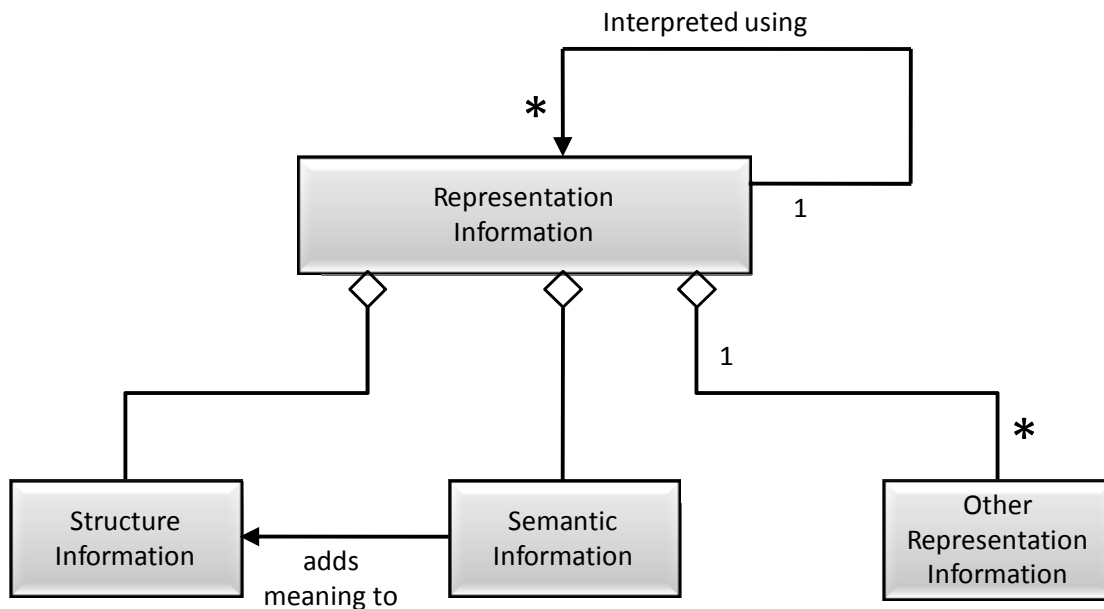 Interpreted using
*
Representation
Information
1
1
*
Structure
Information
adds
meaning to
Semantic
Information
Other
Representation
Information